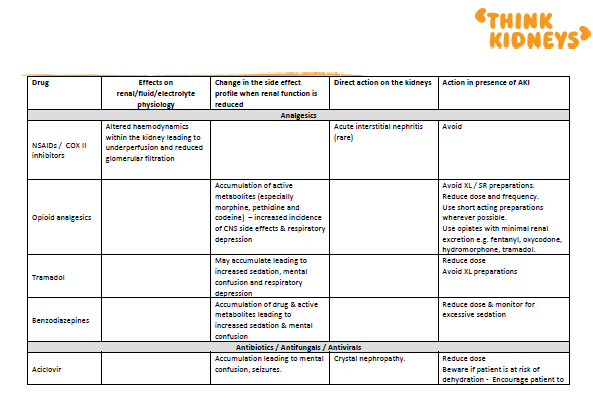 THINK
KIDNEYS
Drug
Effects on
renal/fluid/electrolyte
physiology
Change in the side effect
profile when renal function is
reduced
Direct action on the kidneys
Action in presence of AKI
Analgesics
NSAIDs / COX II
inhibitors
Altered haemodynamics
within the kidney leading to
underperfusion and reduced
glomerular filtration
Acute interstitial nephritis
(rare)
Avoid
Opioid analgesics
Accumulation of active
metabolites (especially
morphine, pethidine and
codeine) – increased incidence
of CNS side effects & respiratory
depression
Avoid XL / SR preparations.
Reduce dose and frequency.
Use short acting preparations
wherever possible.
Use opiates with minimal renal
excretion e.g. fentanyl, oxycodone,
hydromorphone, tramadol.
Tramadol
May accumulate leading to
increased sedation, mental
confusion and respiratory
depression
Reduce dose
Avoid XL preparations
Benzodiazepines
Accumulation of drug & active
metabolites leading to
increased sedation & mental
confusion
Reduce dose & monitor for
excessive sedation
Antibiotics / Antifungals / Antivirals
Aciclovir
Accumulation leading to mental
confusion, seizures.
Crystal nephropathy.
Reduce dose
Beware if patient is at risk of
dehydration - Encourage patient to